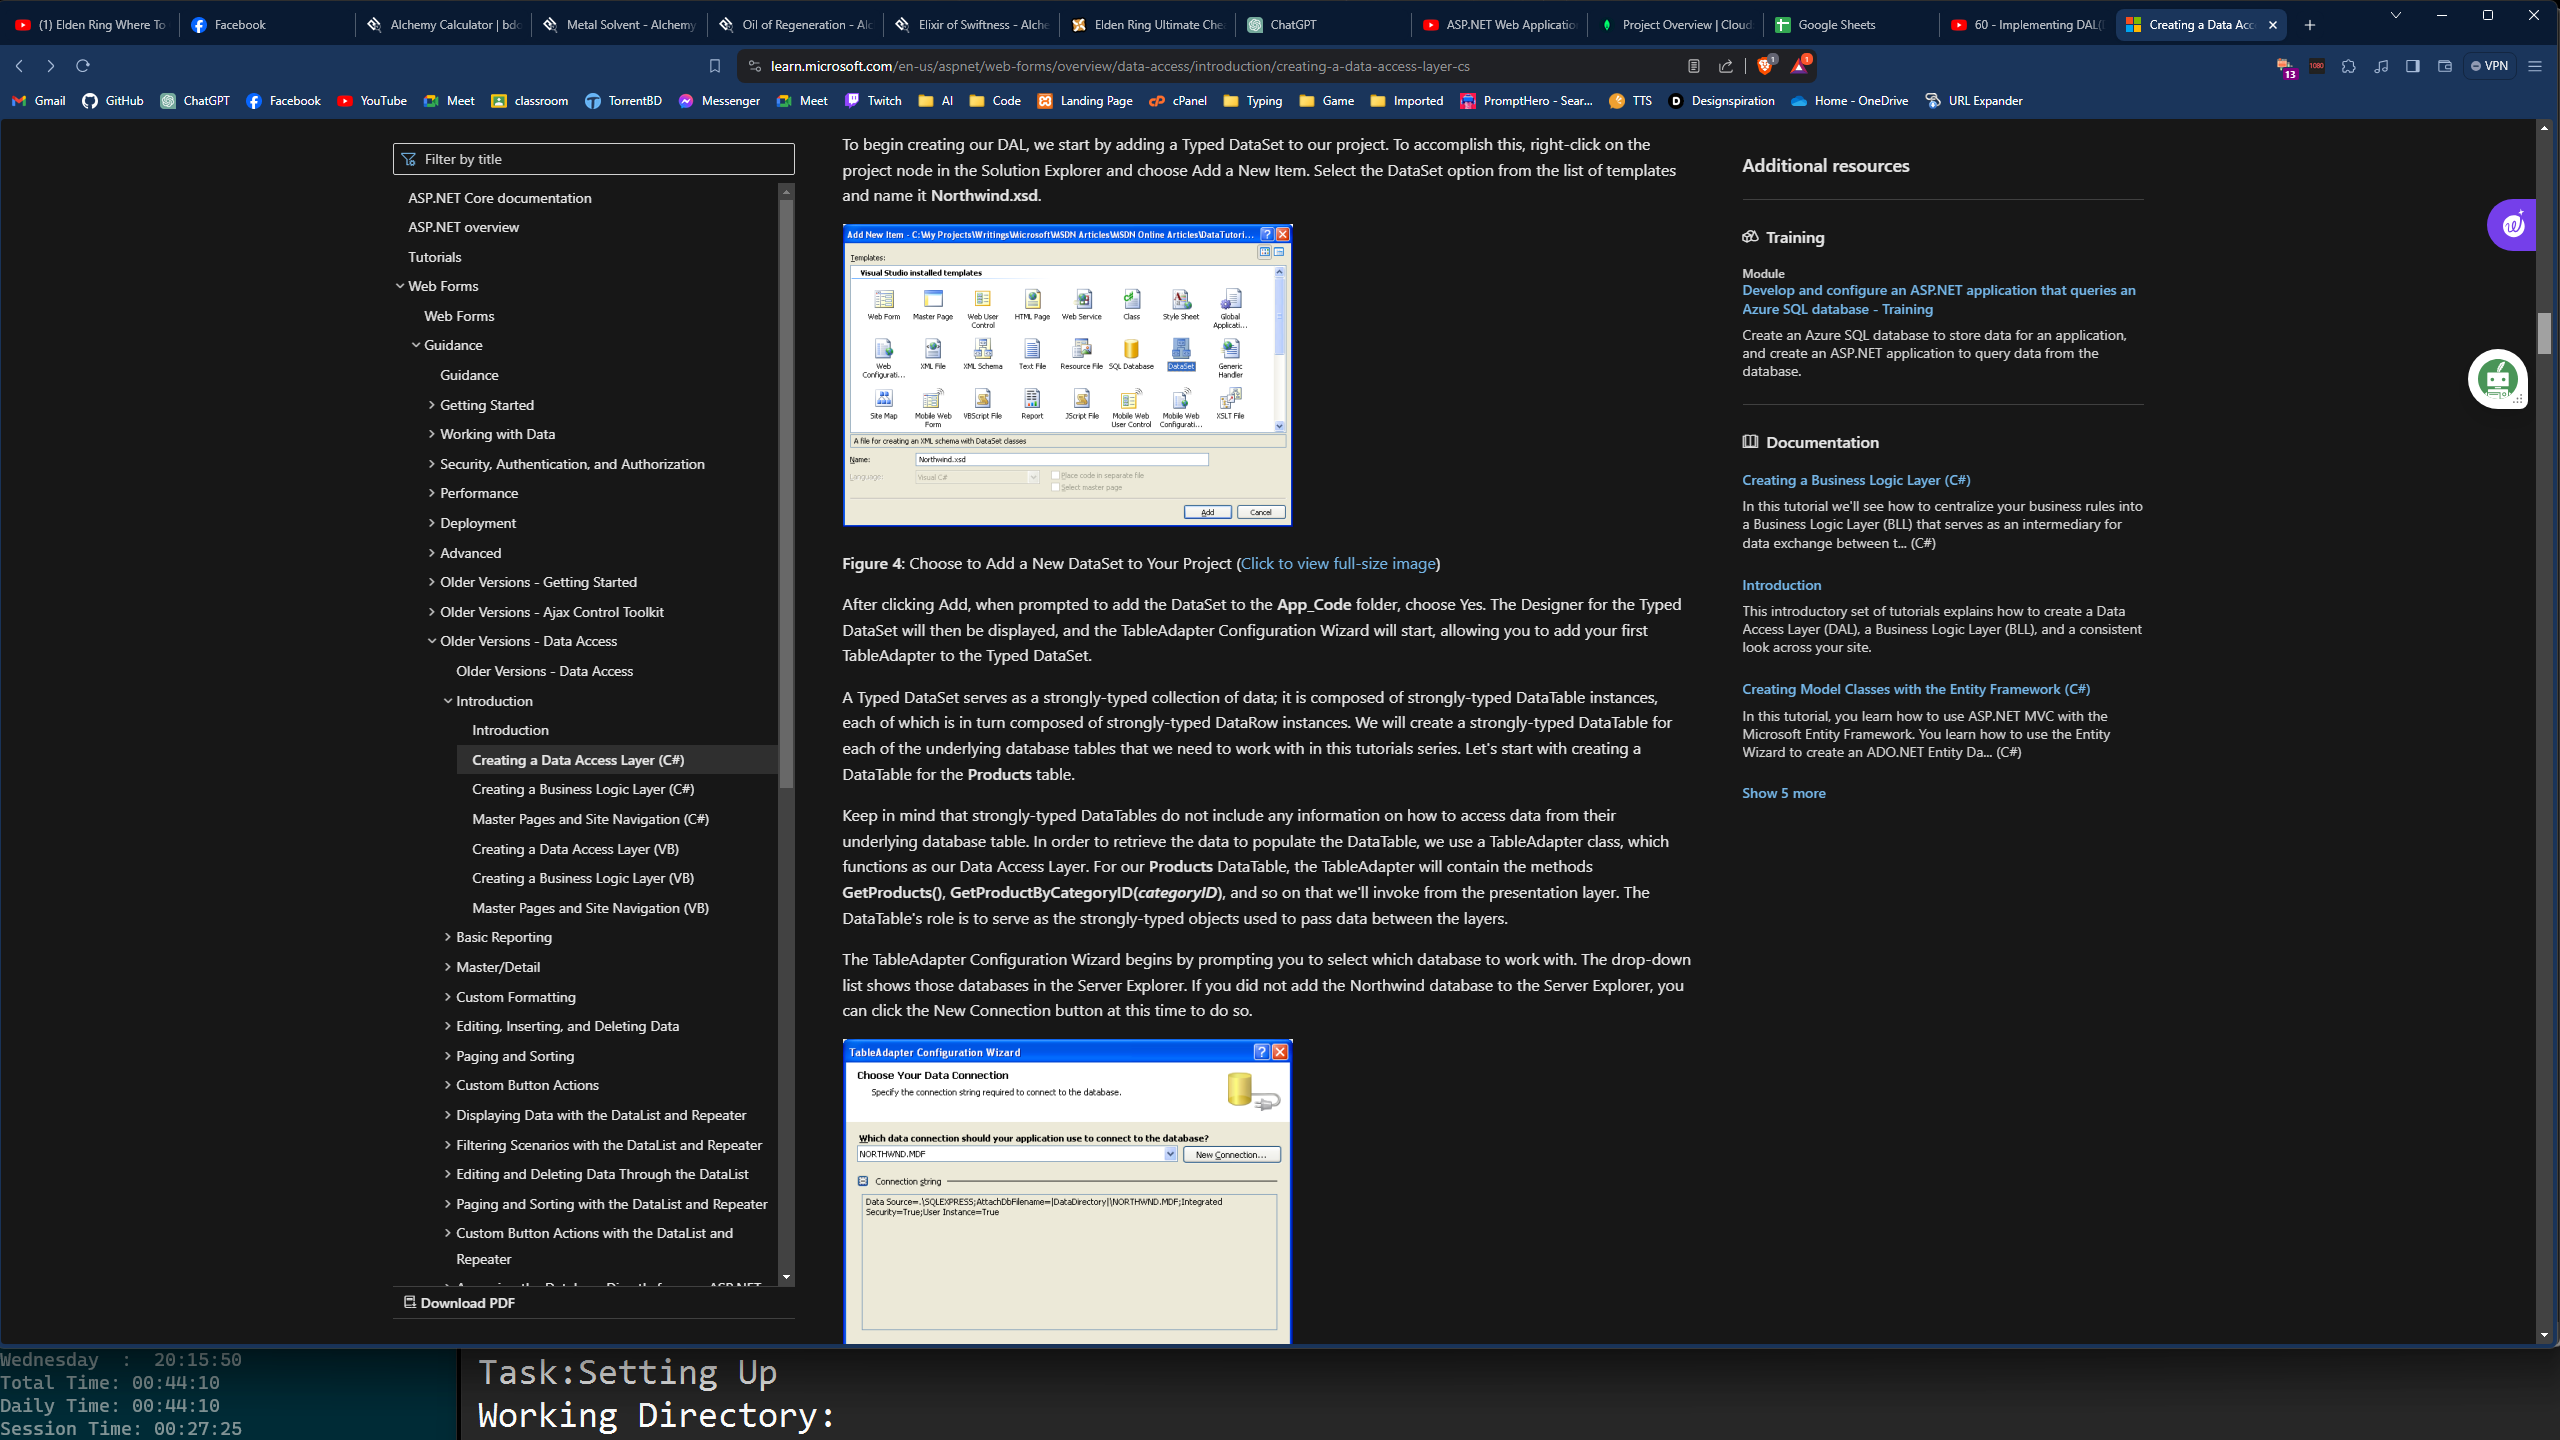 (1) Elden Ring Where To
Facebook
Alchemy Calculator | bdo
Metal Solvent - Alchemy
Oil of Regeneration - Alc
Elixir of Swiftness - Alche
Elden Ring Ultimate Che
ChatGPT
ASP.NET Web Application
Project Overview | Cloud
Google Sheets
60 - Implementing DAL(
Creating a Data Acc
learn.microsoft.com/en-us/aspnet/web-forms/overview/data-access/introduction/creating-a-data-access-layer-cs
1
1
13
1080
VPN
Gmail
GitHub
ChatGPT
Facebook
YouTube
Meet
classroom
TorrentBD
Messenger
Meet
Twitch
AI
Code
Landing Page
cPanel
Typing
Game
Imported
PromptHero - Sear...
TTS
Designspiration
Home - OneDrive
URL Expander
Filter by title
ASP.NET Core documentation
ASP.NET overview
Tutorials
Web Forms
Web Forms
Guidance
Guidance
Getting Started
Working with Data
Security, Authentication, and Authorization
Performance
Deployment
Advanced
Older Versions - Getting Started
Older Versions - Ajax Control Toolkit
Older Versions - Data Access
Older Versions - Data Access
Introduction
Introduction
Creating a Data Access Layer (C#)
Creating a Business Logic Layer (C#)
Master Pages and Site Navigation (C#)
Creating a Data Access Layer (VB)
Creating a Business Logic Layer (VB)
Master Pages and Site Navigation (VB)
Basic Reporting
Master/Detail
Custom Formatting
Editing, Inserting, and Deleting Data
Paging and Sorting
Custom Button Actions
Displaying Data with the DataList and Repeater
Filtering Scenarios with the DataList and Repeater
Editing and Deleting Data Through the DataList
Paging and Sorting with the DataList and Repeater
Custom Button Actions with the DataList and
Repeater
Download PDF
To begin creating our DAL, we start by adding a Typed DataSet to our project. To accomplish this, right-click on the
project node in the Solution Explorer and choose Add a New Item. Select the DataSet option from the list of templates
and name it Northwind.xsd.
Add New Item - C:\My Projects\Writings\Microsoft\MSDN Articles\MSDN Online Articles\DataTutori...
Templates:
Visual Studio installed templates
Web Form
Master Page
Web User
Control
HTML Page
Web Service
Class
Style Sheet
Global
Applicati...
Web
Configurati...
XML File
XML Schema
Text File
Resource File
SQL Database
DataSet
Generic
Handler
Site Map
Mobile Web
Form
VBScript File
Report
JScript File
Mobile Web
User Control
Mobile Web
Configurati...
XSLT File
A file for creating an XML schema with DataSet classes
Name:
Northwind.xsd
Language:
Visual C#
Place code in separate file
Select master page
Add
Cancel
Figure 4: Choose to Add a New DataSet to Your Project (Click to view full-size image)
After clicking Add, when prompted to add the DataSet to the App_Code folder, choose Yes. The Designer for the Typed
DataSet will then be displayed, and the TableAdapter Configuration Wizard will start, allowing you to add your first
TableAdapter to the Typed DataSet.
A Typed DataSet serves as a strongly-typed collection of data; it is composed of strongly-typed DataTable instances,
each of which is in turn composed of strongly-typed DataRow instances. We will create a strongly-typed DataTable for
each of the underlying database tables that we need to work with in this tutorials series. Let's start with creating a
DataTable for the Products table.
Keep in mind that strongly-typed DataTables do not include any information on how to access data from their
underlying database table. In order to retrieve the data to populate the DataTable, we use a TableAdapter class, which
functions as our Data Access Layer. For our Products DataTable, the TableAdapter will contain the methods
GetProducts(), GetProductByCategoryID(categoryID), and so on that we'll invoke from the presentation layer. The
DataTable's role is to serve as the strongly-typed objects used to pass data between the layers.
The TableAdapter Configuration Wizard begins by prompting you to select which database to work with. The drop-down
list shows those databases in the Server Explorer. If you did not add the Northwind database to the Server Explorer, you
can click the New Connection button at this time to do so.
TableAdapter Configuration Wizard
Choose Your Data Connection
Specify the connection string required to connect to the database.
Which data connection should your application use to connect to the database?
NORTHWND.MDF
New Connection...
Connection string
Data Source=.\SQLEXPRESS;AttachDbFilename=|DataDirectory|\NORTHWND.MDF;Integrated
Security=True;User Instance=True
Additional resources
Training
Module
Develop and configure an ASP.NET application that queries an
Azure SQL database - Training
Create an Azure SQL database to store data for an application,
and create an ASP.NET application to query data from the
database.
Documentation
Creating a Business Logic Layer (C#)
In this tutorial we'll see how to centralize your business rules into
a Business Logic Layer (BLL) that serves as an intermediary for
data exchange between t... (C#)
Introduction
This introductory set of tutorials explains how to create a Data
Access Layer (DAL), a Business Logic Layer (BLL), and a consistent
look across your site.
Creating Model Classes with the Entity Framework (C#)
In this tutorial, you learn how to use ASP.NET MVC with the
Microsoft Entity Framework. You learn how to use the Entity
Wizard to create an ADO.NET Entity Da... (C#)
Show 5 more
Wednesday : 20:15:50
Total Time: 00:44:10
Daily Time: 00:44:10
Session Time: 00:27:25
Task:Setting Up
Working Directory: